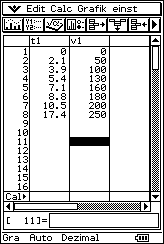 Edit Calc Grafik einst
t1 v1
1 0 0
2 2.1 50
3 3.9 100
4 5.4 130
5 7.1 160
6 8.8 180
7 10.5 200
8 17.4 250
9
10
11
12
13
14
15
16
Cal▶
[ 11]=
Gra Auto Dezimal